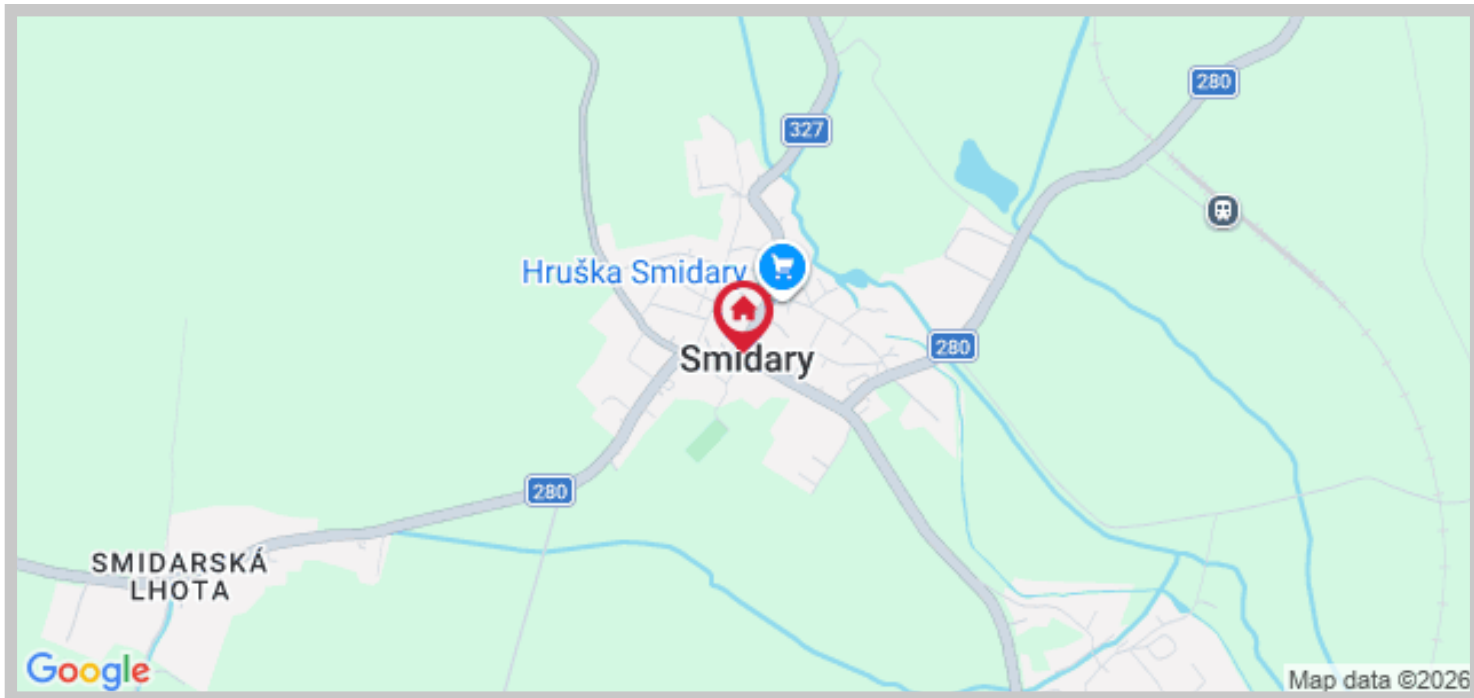 280
327
Hruška Smidary
280
Smidary
280
SMIDARSKÁ
LHOTA
Google
Map data ©2026